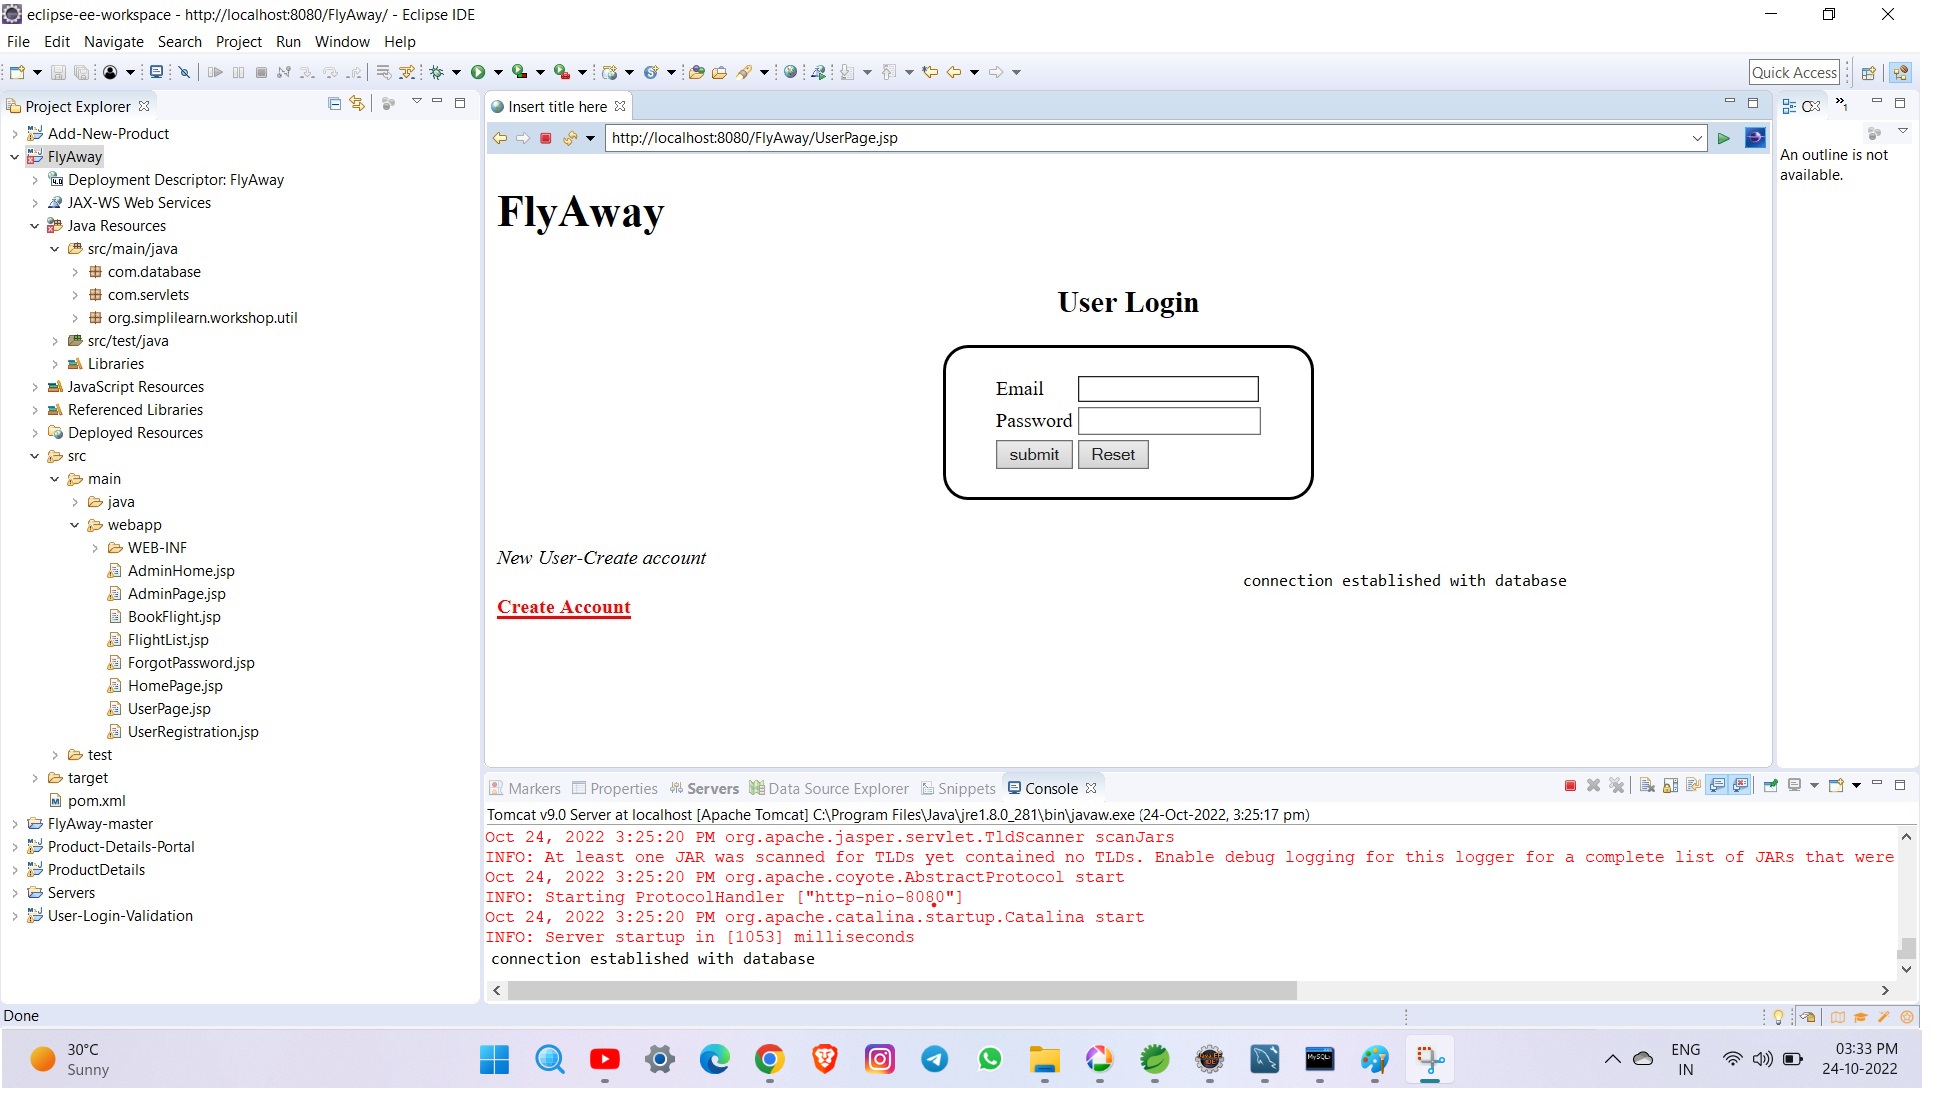 eclipse-ee-workspace - http://localhost:8080/FlyAway/ - Eclipse IDE
File Edit Navigate Search Project Run Window Help
Quick Access
Project Explorer
Add-New-Product
FlyAway
Deployment Descriptor: FlyAway
JAX-WS Web Services
Java Resources
src/main/java
com.database
com.servlets
org.simplilearn.workshop.util
src/test/java
Libraries
JavaScript Resources
Referenced Libraries
Deployed Resources
src
main
java
webapp
WEB-INF
AdminHome.jsp
AdminPage.jsp
BookFlight.jsp
FlightList.jsp
ForgotPassword.jsp
HomePage.jsp
UserPage.jsp
UserRegistration.jsp
test
target
pom.xml
FlyAway-master
Product-Details-Portal
ProductDetails
Servers
User-Login-Validation
Insert title here
http://localhost:8080/FlyAway/UserPage.jsp
FlyAway
User Login
Email
Password
submit Reset
New User-Create account
connection established with database
Create Account
An outline is not
available.
Markers Properties Servers Data Source Explorer Snippets Console
Tomcat v9.0 Server at localhost [Apache Tomcat] C:\Program Files\Java\jre1.8.0_281\bin\javaw.exe (24-Oct-2022, 3:25:17 pm)
Oct 24, 2022 3:25:20 PM org.apache.jasper.servlet.TldScanner scanJars
INFO: At least one JAR was scanned for TLDs yet contained no TLDs. Enable debug logging for this logger for a complete list of JARs that were
Oct 24, 2022 3:25:20 PM org.apache.coyote.AbstractProtocol start
INFO: Starting ProtocolHandler ["http-nio-8080"]
Oct 24, 2022 3:25:20 PM org.apache.catalina.startup.Catalina start
INFO: Server startup in [1053] milliseconds
connection established with database
Done
30°C
Sunny
ENG
IN
03:33 PM
24-10-2022